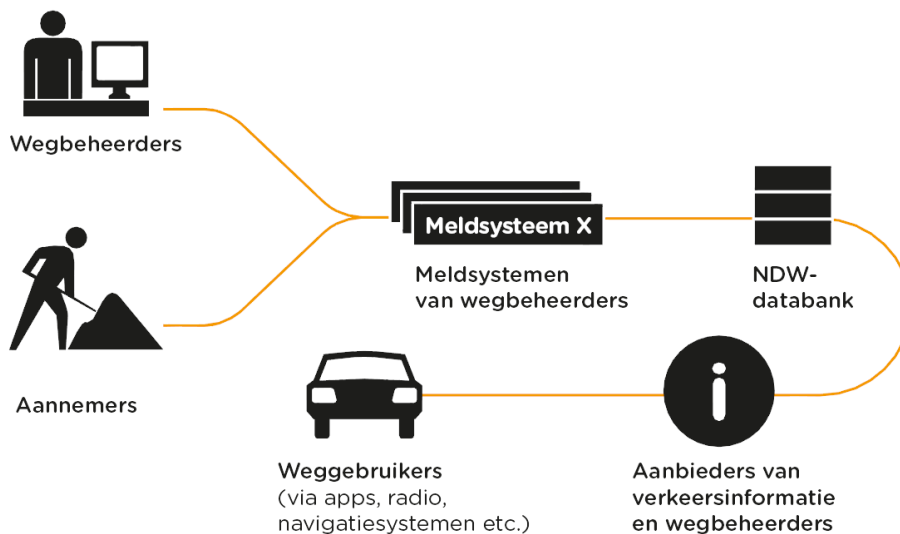 Wegbeheerders
Meldsysteem X
Meldsystemen
van wegbeheerders
NDW-
databank
Aannemers
Weggebruikers
(via apps, radio,
navigatiesystemen etc.)
Aanbieders van
verkeersinformatie
en wegbeheerders